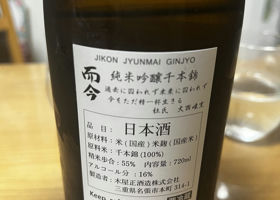 JIKON JYUNMAI GINJYO
而今 純米吟醸千本錦
過去に囚われず未来に囚われず
今をただ精一杯生きる
杜氏 大西唯克
品目：日本酒
原材料：米（国産）米麹（国産米）
原料米：千本錦（100%）
精米歩合：55% 内容量：720ml
アルコール分：16%
製造者：木屋正酒造株式会社
三重県名張市本町 314-1
Keep